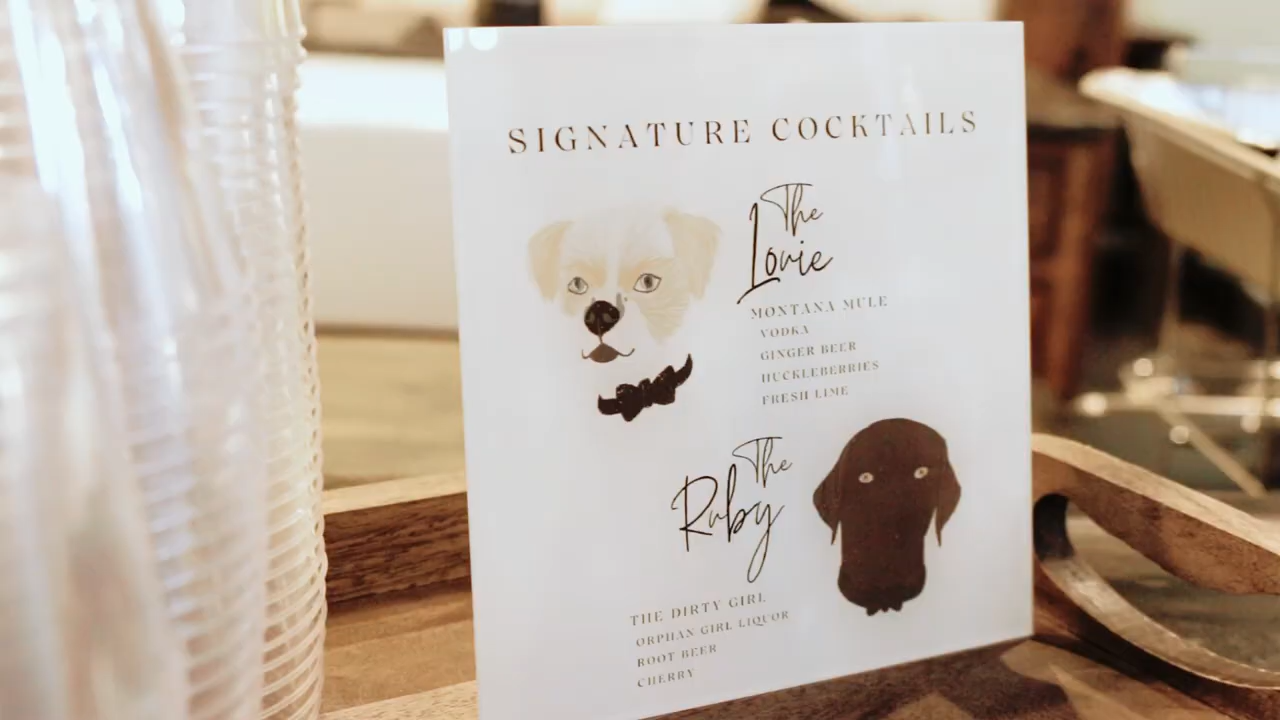 SIGNATURE COCKTAILS
The
Louie
MONTANA MULE
VODKA
GINGER BEER
HUCKLEBERRIES
FRESH LIME
The
Ruby
THE DIRTY GIRL
ORPHAN GIRL LIQUOR
ROOT BEER
CHERRY